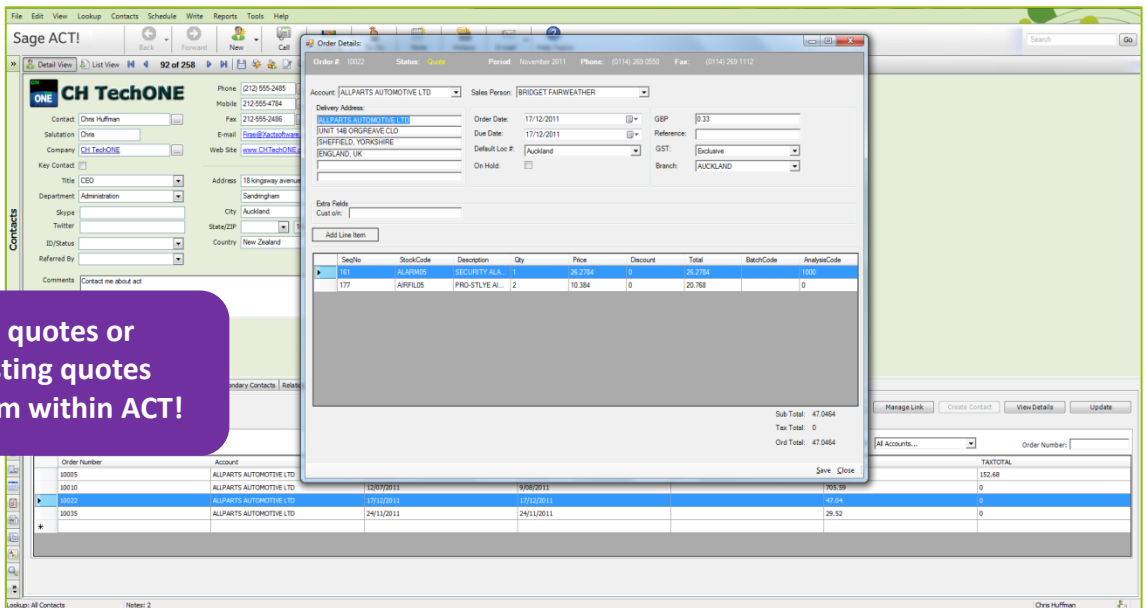 File Edit View Lookup Contacts Schedule Write Reports Tools Help
Sage ACT!
Back Forward New Call
Search Go
Detail View List View 92 of 258
CH
ONE CH TechONE
Contact Chris Huffman
Salutation Chris
Company CH TechONE
Key Contact
Title CEO
Department Administration
Skype
Twitter
ID/Status
Referred By
Comments Contact me about act
Phone (212) 555-2485
Mobile 212-555-4784
Fax 212-555-2486
E-mail Firas@Xactsoftware
Web Site www.CHTechONE
Address 18 kingsway avenue
Sandringham
City Auckland
State/ZIP
Country New Zealand
Contacts
Order Details:
Order #: 10022 Status: Quote Period: November 2011 Phone: (0114) 269 0550 Fax: (0114) 269 1112
Account: ALLPARTS AUTOMOTIVE LTD Sales Person: BRIDGET FAIRWEATHER
Delivery Address:
ALLPARTS AUTOMOTIVE LTD
UNIT 14B ORGREAVE CLO
SHEFFIELD, YORKSHIRE
ENGLAND, UK
Order Date: 17/12/2011
Due Date: 17/12/2011
Default Loc #: Auckland
On Hold:
GBP 0.33
Reference:
GST: Exclusive
Branch: AUCKLAND
Extra Fields
Cust o/n:
Add Line Item
SeqNo StockCode Description Qty Price Discount Total BatchCode AnalysisCode
161 ALARM05 SECURITY ALA... 1 26.2784 0 26.2784 1000
177 AIRFIL05 PRO-STLYE AI... 2 10.384 0 20.768 0
Sub Total: 47.0464
Tax Total: 0
Ord Total: 47.0464
Save Close
quotes or
sting quotes
m within ACT!
ndary Contacts Relatio
Manage Link Create Contact View Details Update
All Accounts... Order Number:
Order Number Account TAXTOTAL
10005 ALLPARTS AUTOMOTIVE LTD 152.68
10010 ALLPARTS AUTOMOTIVE LTD 12/07/2011 9/08/2011 705.59 0
10022 ALLPARTS AUTOMOTIVE LTD 17/12/2011 17/12/2011 47.04 0
10035 ALLPARTS AUTOMOTIVE LTD 24/11/2011 24/11/2011 29.52 0
Lookup: All Contacts Notes: 2 Chris Huffman